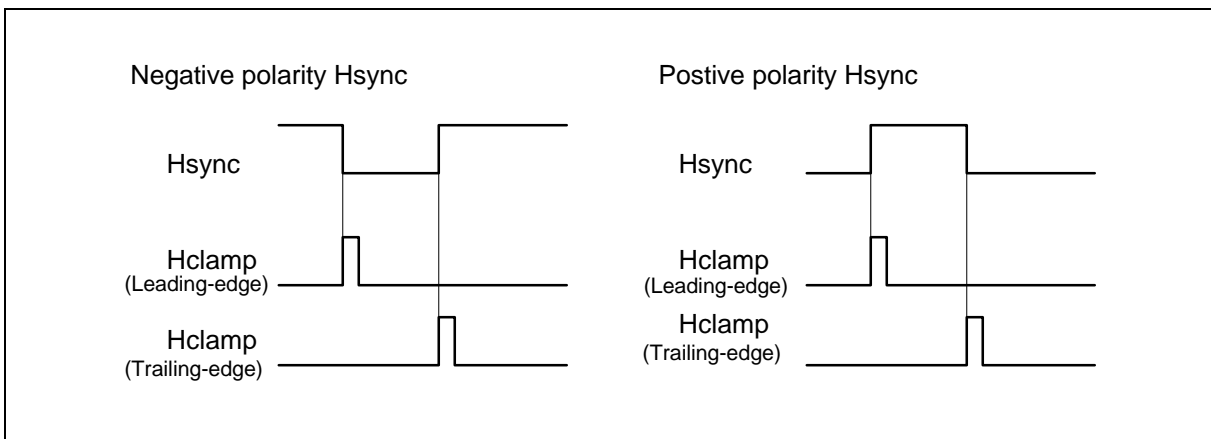 Negative polarity Hsync
Hsync
Hclamp
(Leading-edge)
Hclamp
(Trailing-edge)
Postive polarity Hsync
Hsync
Hclamp
(Leading-edge)
Hclamp
(Trailing-edge)